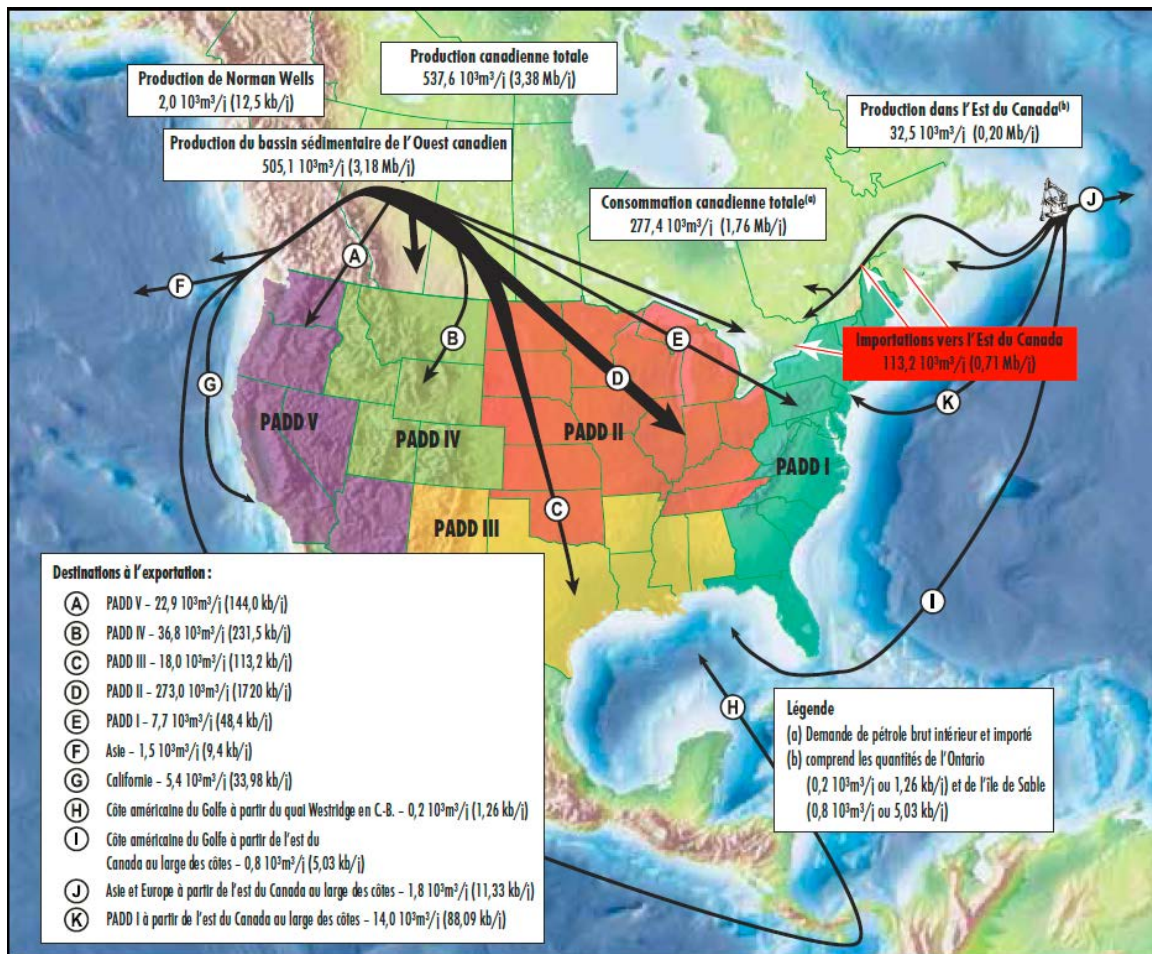 Production de Norman Wells
2,0 10³m³/j (12,5 kb/j)
Production canadienne totale
537,6 10³m³/j (3,38 Mb/j)
Production dans l'Est du Canada(b)
32,5 10³m³/j (0,20 Mb/j)
Production du bassin sédimentaire de l'Ouest canadien
505,1 10³m³/j (3,18 Mb/j)
Consommation canadienne totale(a)
277,4 10³m³/j (1,76 Mb/j)
J
A
F
B
E
Importations vers l'Est du Canada
113,2 10³m³/j (0,71 Mb/j)
G
D
K
PADD V
PADD IV
PADD II
PADD I
C
PADD III
I
H
Destinations à l'exportation :
A PADD V – 22,9 10³m³/j (144,0 kb/j)
B PADD IV – 36,8 10³m³/j (231,5 kb/j)
C PADD III – 18,0 10³m³/j (113,2 kb/j)
D PADD II – 273,0 10³m³/j (1720 kb/j)
E PADD I – 7,7 10³m³/j (48,4 kb/j)
F Asie – 1,5 10³m³/j (9,4 kb/j)
G Californie – 5,4 10³m³/j (33,98 kb/j)
H Côte américaine du Golfe à partir du quai Westridge en C.-B. – 0,2 10³m³/j (1,26 kb/j)
I Côte américaine du Golfe à partir de l'est du
Canada au large des côtes – 0,8 10³m³/j (5,03 kb/j)
J Asie et Europe à partir de l'est du Canada au large des côtes – 1,8 10³m³/j (11,33 kb/j)
K PADD I à partir de l'est du Canada au large des côtes – 14,0 10³m³/j (88,09 kb/j)
Légende
(a) Demande de pétrole brut intérieur et importé
(b) comprend les quantités de l'Ontario
(0,2 10³m³/j ou 1,26 kb/j) et de l'île de Sable
(0,8 10³m³/j ou 5,03 kb/j)